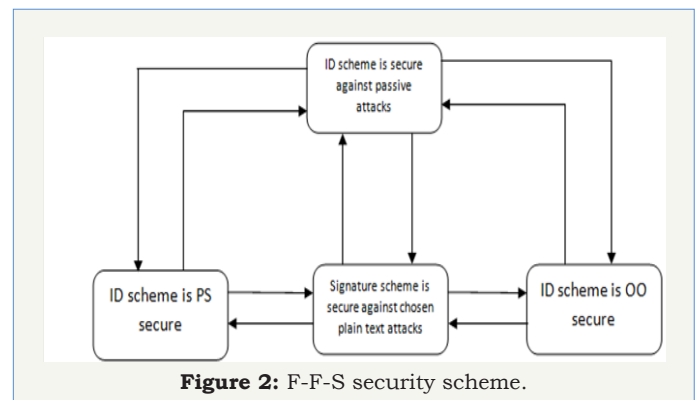 ID scheme is secure
against passive
attacks
ID scheme is PS
secure
Signature scheme is
secure against chosen
plain text attacks
ID scheme is OO
secure
Figure 2: F-F-S security scheme.